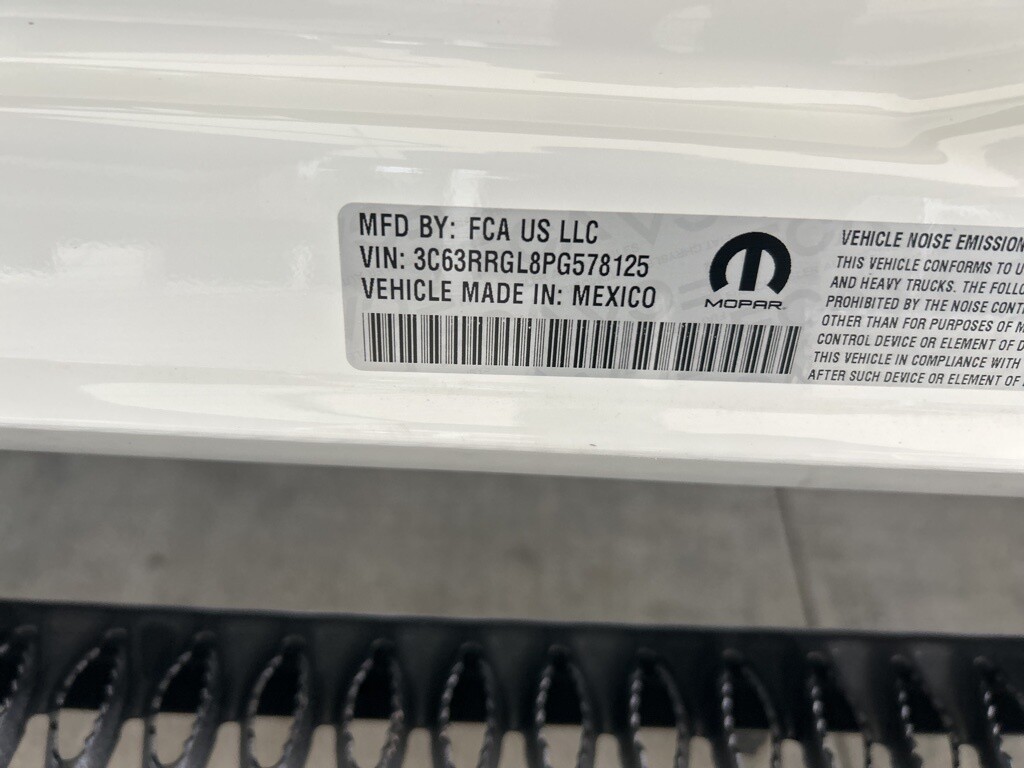 MFD BY: FCA US LLC
VIN: 3C63RRGL8PG578125
VEHICLE MADE IN: MEXICO
MOPAR
VEHICLE NOISE EMISSION
THIS VEHICLE CONFORMS TO
AND HEAVY TRUCKS. THE
PROHIBITED BY THE NOISE
OTHER THAN FOR PURPOSES OF
CONTROL DEVICE OR ELEMENT OF
THIS VEHICLE IN COMPLIANCE WITH
AFTER SUCH DEVICE OR ELEMENT OF